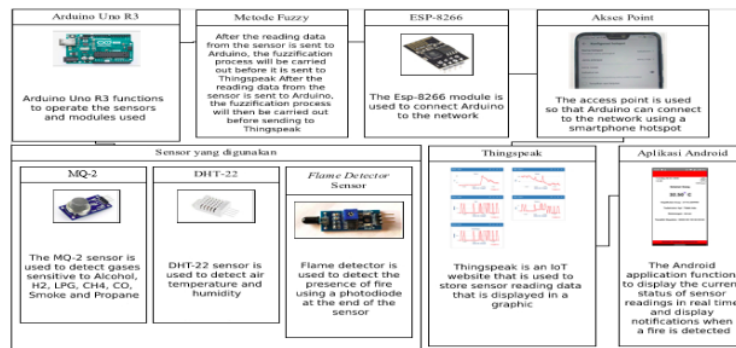 Arduino Uno R3
Arduino Uno R3 functions
to operate the sensors
and modules used
Metode Fuzzy
After the reading data
from the sensor is sent to
Arduino, the fuzzification
process will be carried
out before it is sent to
Thingspeak After the
reading data from the
sensor is sent to Arduino,
the fuzzification process
will then be carried out
before sending to
Thingspeak
ESP-8266
The Esp-8266 module is
used to connect Arduino
to the network
Akses Point
The access point is used
so that Arduino can connect
to the network using a
smartphone hotspot
Sensor yang digunakan
MQ-2
The MQ-2 sensor is
used to detect gases
sensitive to Alcohol,
H2, LPG, CH4, CO,
Smoke and Propane
DHT-22
DHT-22 sensor is
used to detect air
temperature and
humidity
Flame Detector
Sensor
Flame detector is
used to detect the
presence of fire
using a photodiode
at the end of the
sensor
Thingspeak
Thingspeak is an IoT
website that is used to
store sensor reading data
that is displayed in a
graphic
Aplikasi Android
The Android
application function
to display the curren
status of sensor
readings in real time
and display
notifications when
a fire is detected